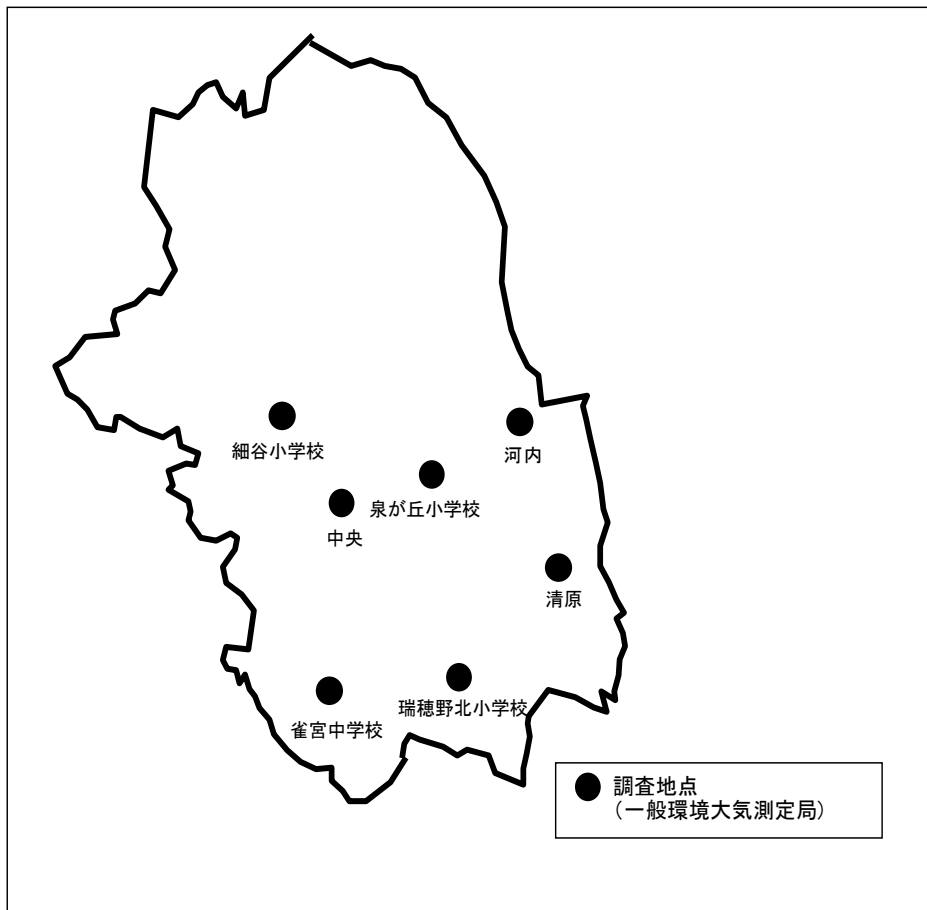 細谷小学校
河内
泉が丘小学校
中央
清原
瑞穂野北小学校
雀宮中学校
調査地点
(一般環境大気測定局)